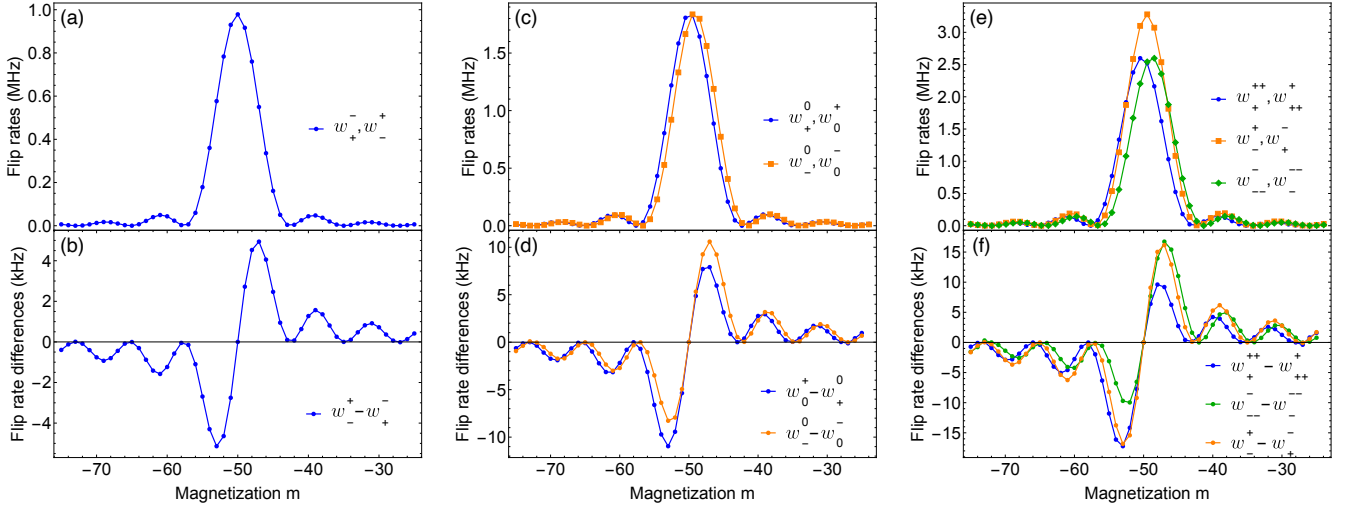 (a)
Flip rates (MHz)
1.0
0.8
0.6
0.4
0.2
0.0
w₊⁻, w₋⁺
(b)
Flip rate differences (kHz)
4
2
0
−2
−4
w₋⁺ − w₊⁻
−70 −60 −50 −40 −30
Magnetization m
(c)
Flip rates (MHz)
1.5
1.0
0.5
0.0
w₊⁰, w₀⁺
w₋⁰, w₀⁻
(d)
Flip rate differences (kHz)
10
5
0
−5
−10
w₀⁺ − w₊⁰
w₋⁰ − w₀⁻
−70 −60 −50 −40 −30
Magnetization m
(e)
Flip rates (MHz)
3.0
2.5
2.0
1.5
1.0
0.5
0.0
w₊⁺⁺, w₊₊⁺
w₋⁺, w₊⁻
w₋₋⁻, w₋⁻⁻
(f)
Flip rate differences (kHz)
15
10
5
0
−5
−10
−15
w₊⁺⁺ − w₊₊⁺
w₋₋⁻ − w₋⁻⁻
w₋⁺ − w₊⁻
−70 −60 −50 −40 −30
Magnetization m